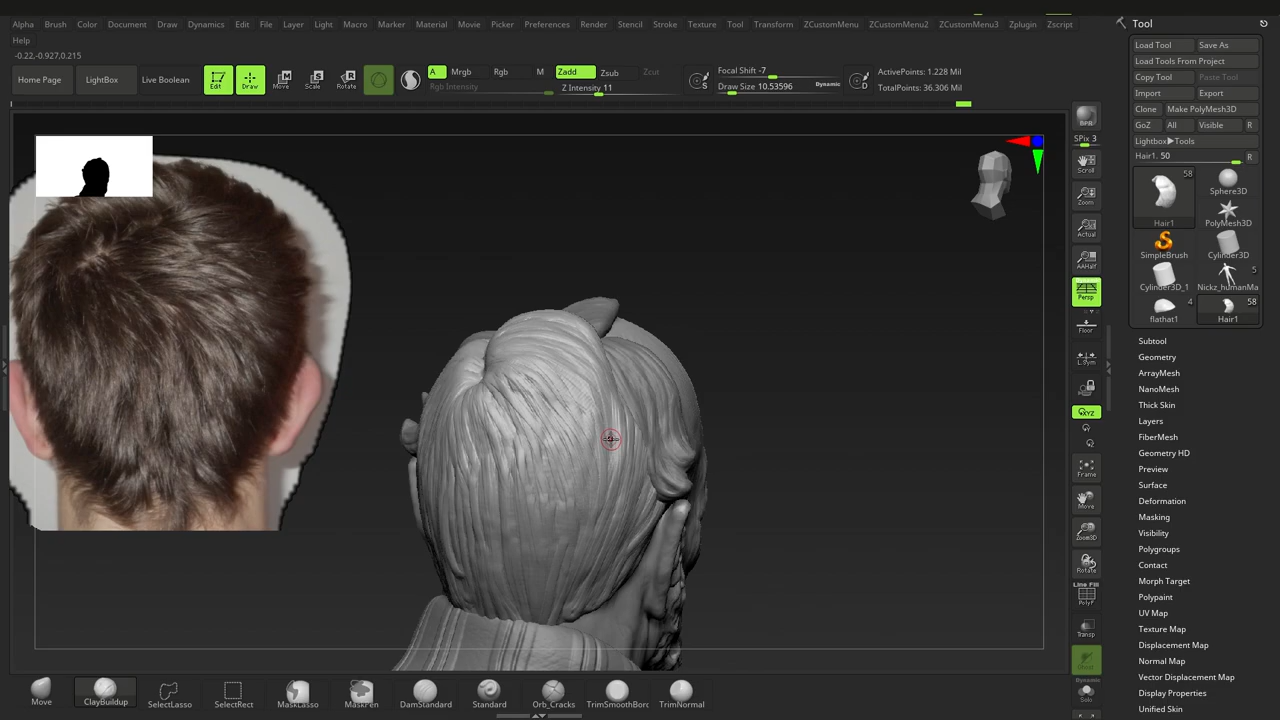 Alpha Brush Color Document Draw Dynamics Edit File Layer Light Macro Marker Material Movie Picker Preferences Render Stencil Stroke Texture Tool Transform ZCustomMenu ZCustomMenu2 ZCustomMenu3 Zplugin Zscript
Help
-0.22,-0.927,0.215
Home Page LightBox Live Boolean Edit Draw Move Scale Rotate
A Mrgb Rgb M Zadd Zsub Zcut
Rgb Intensity Z Intensity 11
Focal Shift -7
Draw Size 10.53596 Dynamic
S
D
ActivePoints: 1.228 Mil
TotalPoints: 36.306 Mil
BPR
SPix 3
Scroll
Zoom
Actual
AAHalf
Persp
Floor
L.Sym
XYZ
Frame
Move
Zoom3D
Rotate
Line Fill
PolyF
Transp
Ghost
Dynamic
Solo
Tool
Load Tool Save As
Load Tools From Project
Copy Tool Paste Tool
Import Export
Clone Make PolyMesh3D
GoZ All Visible R
Lightbox▶Tools
Hair1. 50 R
58
Hair1
Sphere3D
PolyMesh3D
SimpleBrush Cylinder3D
5
Cylinder3D_1 Nickz_humanMa
4 58
flathat1 Hair1
Subtool
Geometry
ArrayMesh
NanoMesh
Thick Skin
Layers
FiberMesh
Geometry HD
Preview
Surface
Deformation
Masking
Visibility
Polygroups
Contact
Morph Target
Polypaint
UV Map
Texture Map
Displacement Map
Normal Map
Vector Displacement Map
Display Properties
Unified Skin
Move ClayBuildup SelectLasso SelectRect MaskLasso MaskPen DamStandard Standard Orb_Cracks TrimSmoothBorc TrimNormal